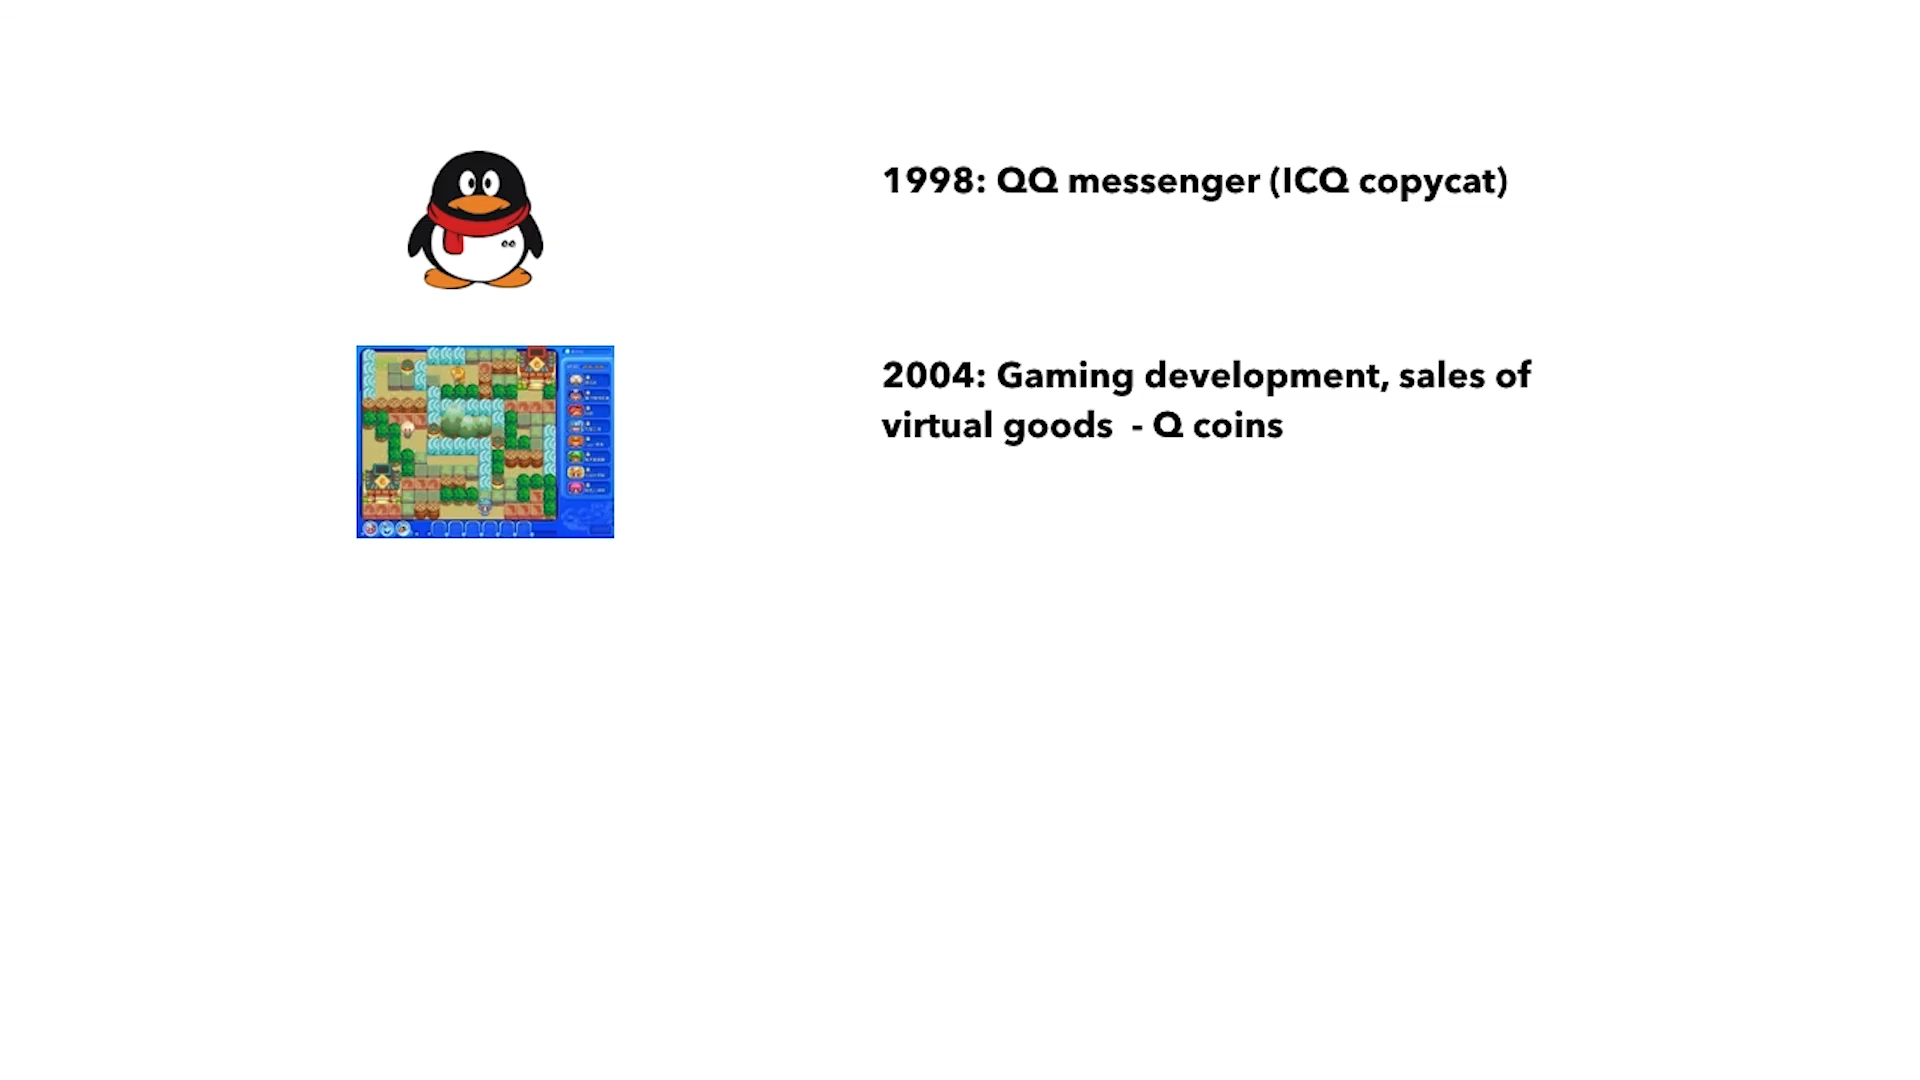 1998: QQ messenger (ICQ copycat)
2004: Gaming development, sales of
virtual goods - Q coins